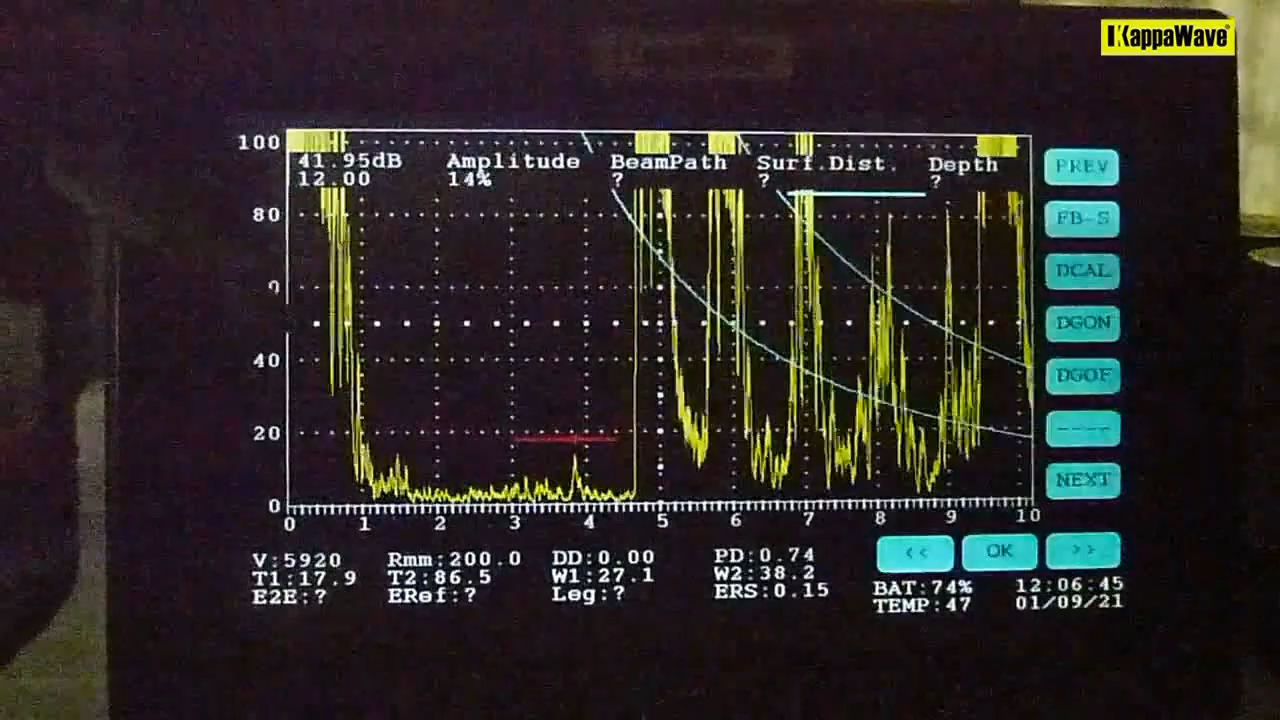 KappaWave
100
41.95dB Amplitude BeamPath Surf.Dist. Depth
12.00 14% ? ? ?
80
40
20
0
0 1 2 3 4 5 6 7 8 9 10
PREV
FB-S
DCAL
DGON
DGOF
----
NEXT
<< OK >>
V:5920 Rmm:200.0 DD:0.00 PD:0.74
T1:17.9 T2:86.5 W1:27.1 W2:38.2
E2E:? ERef:? Leg:? ERS:0.15
BAT:74% 12:06:45
TEMP:47 01/09/21